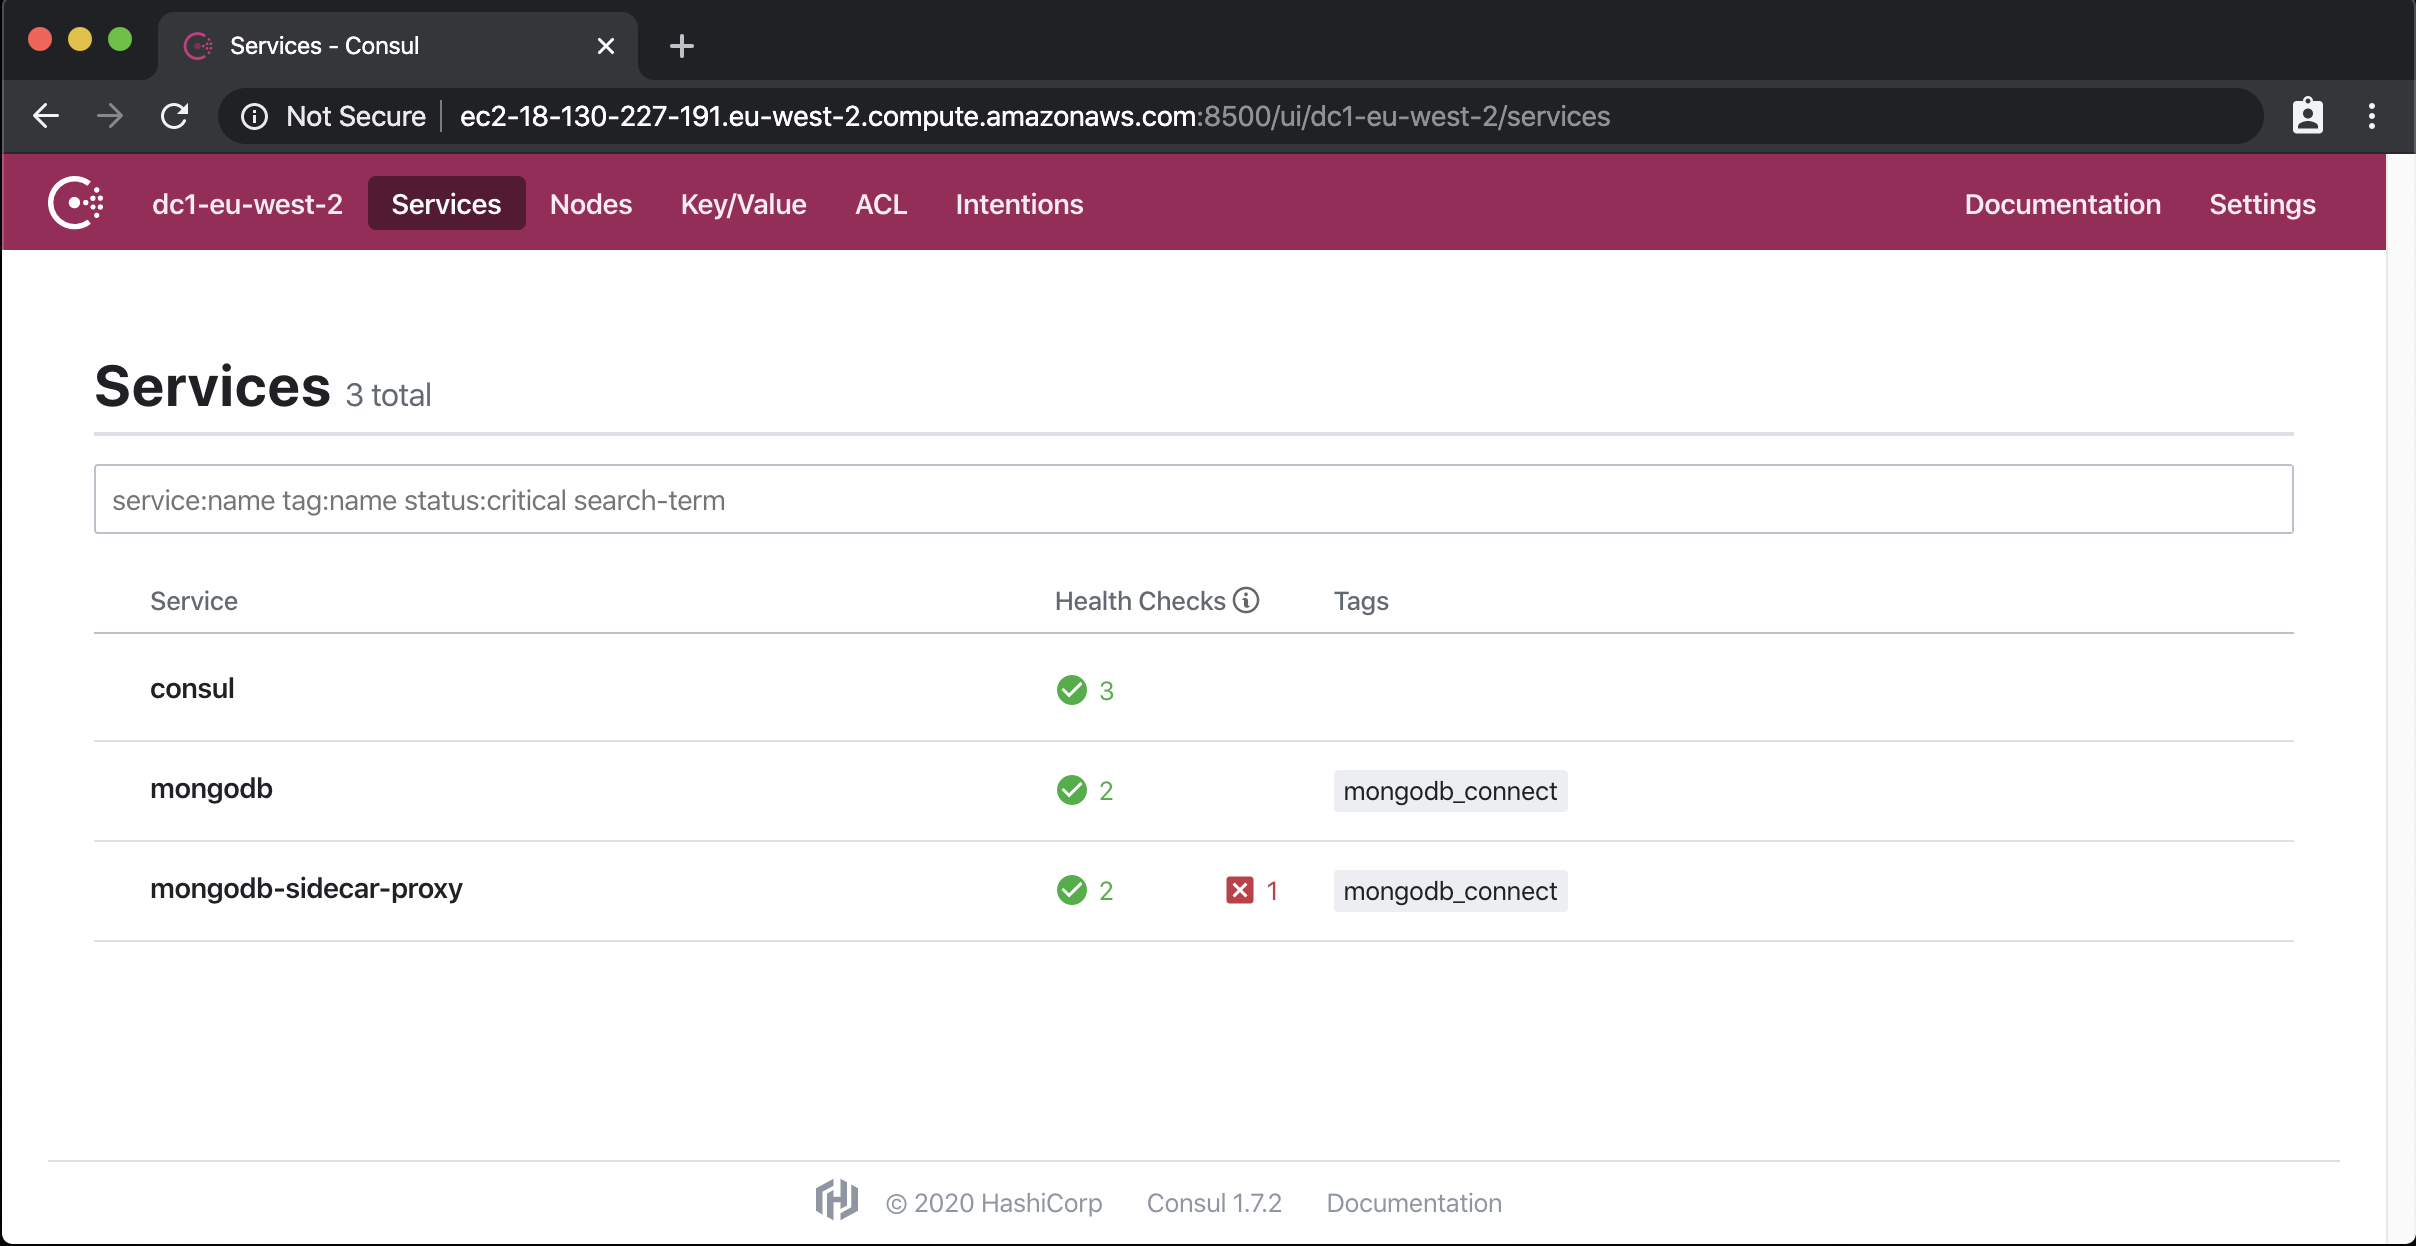 Services - Consul
Not Secure ec2-18-130-227-191.eu-west-2.compute.amazonaws.com:8500/ui/dc1-eu-west-2/services
dc1-eu-west-2 Services Nodes Key/Value ACL Intentions Documentation Settings
Services 3 total
service:name tag:name status:critical search-term
Service Health Checks Tags
consul 3
mongodb 2 mongodb_connect
mongodb-sidecar-proxy 2 1 mongodb_connect
© 2020 HashiCorp Consul 1.7.2 Documentation